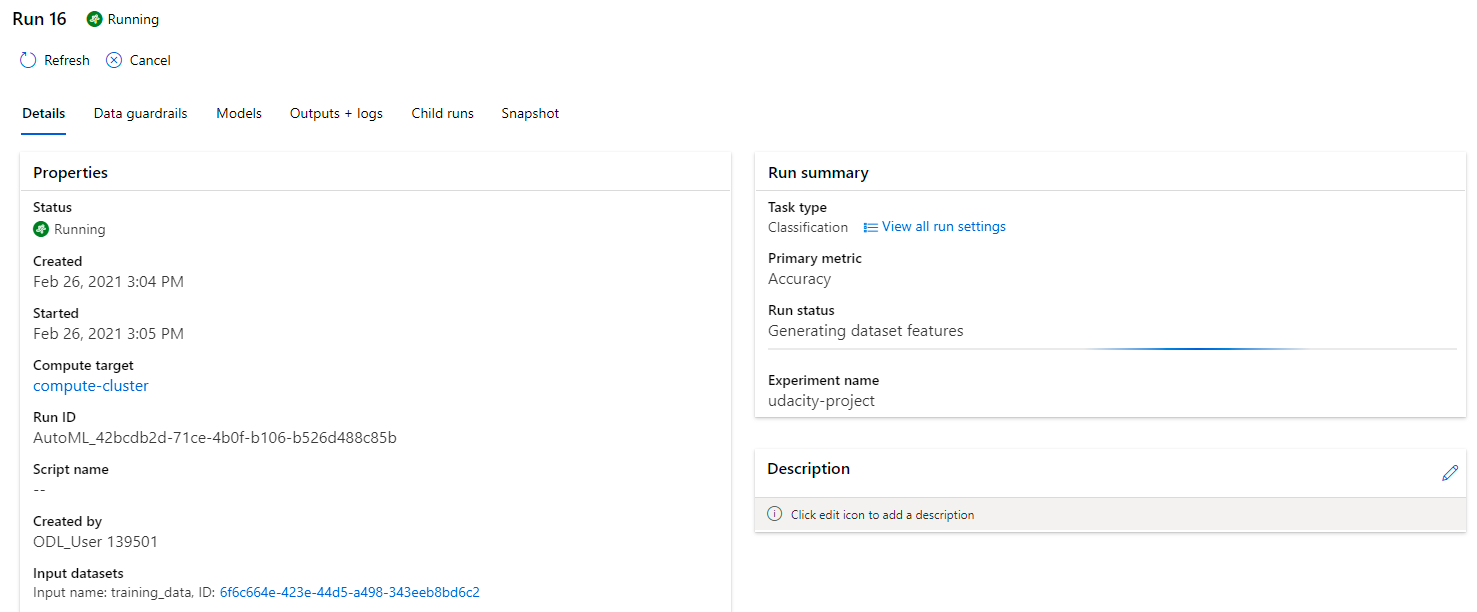 Run 16 Running
Refresh Cancel
Details Data guardrails Models Outputs + logs Child runs Snapshot
Properties
Status
Running
Created
Feb 26, 2021 3:04 PM
Started
Feb 26, 2021 3:05 PM
Compute target
compute-cluster
Run ID
AutoML_42bcdb2d-71ce-4b0f-b106-b526d488c85b
Script name
--
Created by
ODL_User 139501
Input datasets
Input name: training_data, ID: 6f6c664e-423e-44d5-a498-343eeb8bd6c2
Run summary
Task type
Classification View all run settings
Primary metric
Accuracy
Run status
Generating dataset features
Experiment name
udacity-project
Description
Click edit icon to add a description